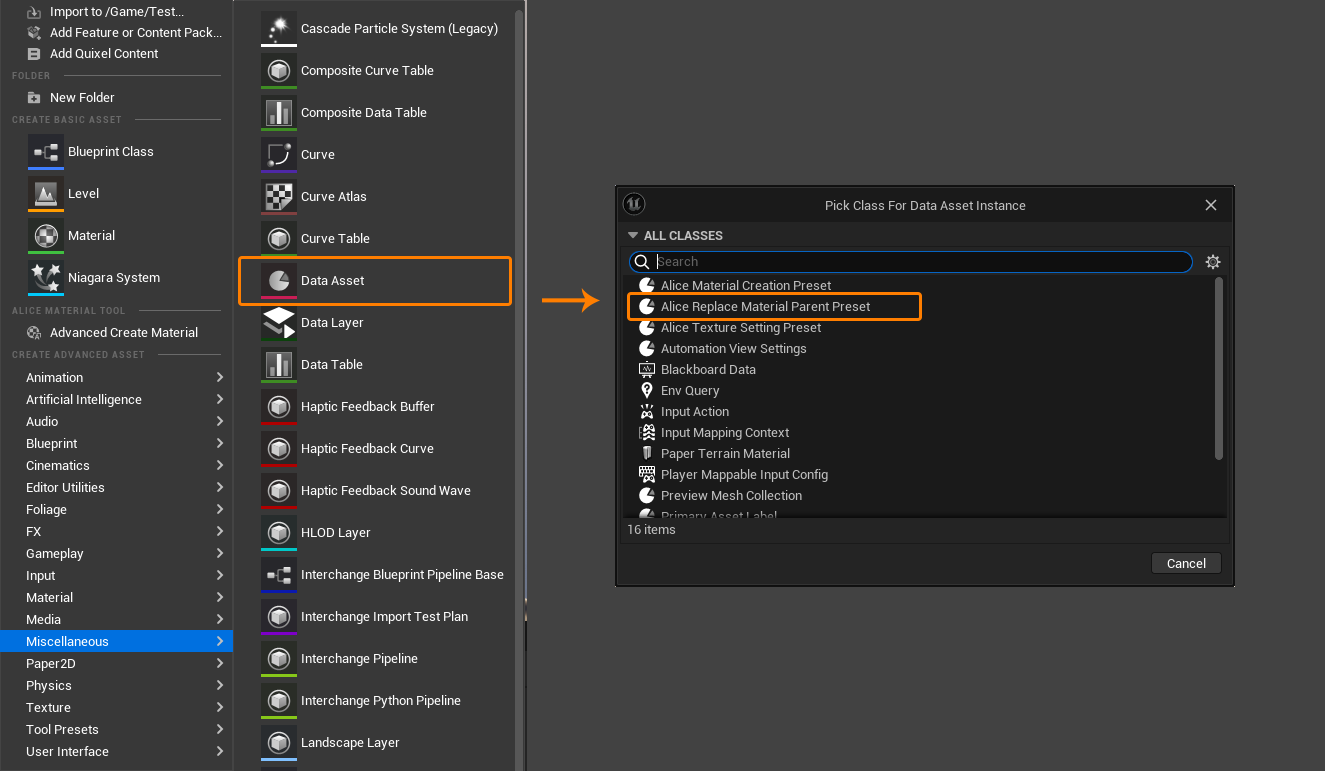 Import to /Game/Test...
Add Feature or Content Pack...
Add Quixel Content
FOLDER
New Folder
CREATE BASIC ASSET
Blueprint Class
Level
Material
Niagara System
ALICE MATERIAL TOOL
Advanced Create Material
CREATE ADVANCED ASSET
Animation
Artificial Intelligence
Audio
Blueprint
Cinematics
Editor Utilities
Foliage
FX
Gameplay
Input
Material
Media
Miscellaneous
Paper2D
Physics
Texture
Tool Presets
User Interface
Cascade Particle System (Legacy)
Composite Curve Table
Composite Data Table
Curve
Curve Atlas
Curve Table
Data Asset
Data Layer
Data Table
Haptic Feedback Buffer
Haptic Feedback Curve
Haptic Feedback Sound Wave
HLOD Layer
Interchange Blueprint Pipeline Base
Interchange Import Test Plan
Interchange Pipeline
Interchange Python Pipeline
Landscape Layer
Pick Class For Data Asset Instance
ALL CLASSES
Search
Alice Material Creation Preset
Alice Replace Material Parent Preset
Alice Texture Setting Preset
Automation View Settings
Blackboard Data
Env Query
Input Action
Input Mapping Context
Paper Terrain Material
Player Mappable Input Config
Preview Mesh Collection
Primary Asset Label
16 items
Cancel